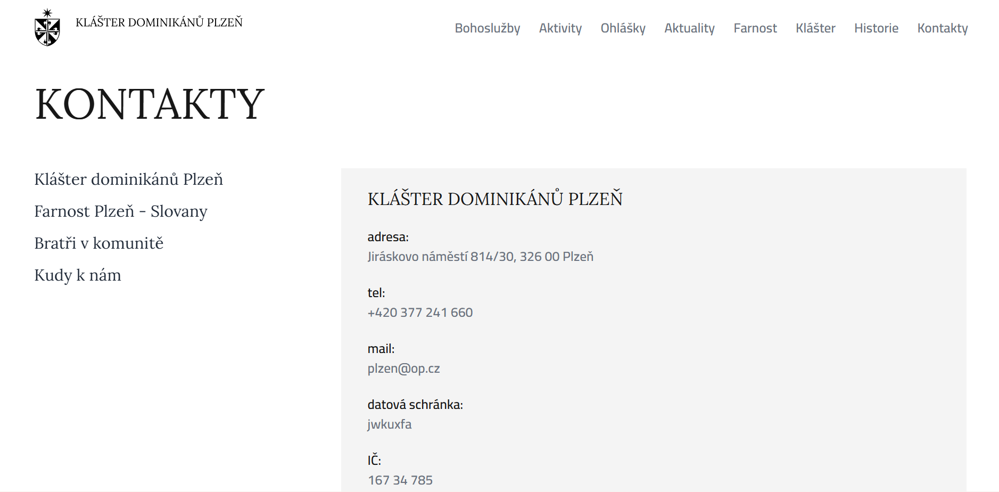 KLÁŠTER DOMINIKÁNŮ PLZEŇ
Bohoslužby Aktivity Ohlášky Aktuality Farnost Klášter Historie Kontakty
KONTAKTY
Klášter dominikánů Plzeň
Farnost Plzeň - Slovany
Bratři v komunitě
Kudy k nám
KLÁŠTER DOMINIKÁNŮ PLZEŇ
adresa:
Jiráskovo náměstí 814/30, 326 00 Plzeň
tel:
+420 377 241 660
mail:
plzen@op.cz
datová schránka:
jwkuxfa
IČ:
167 34 785